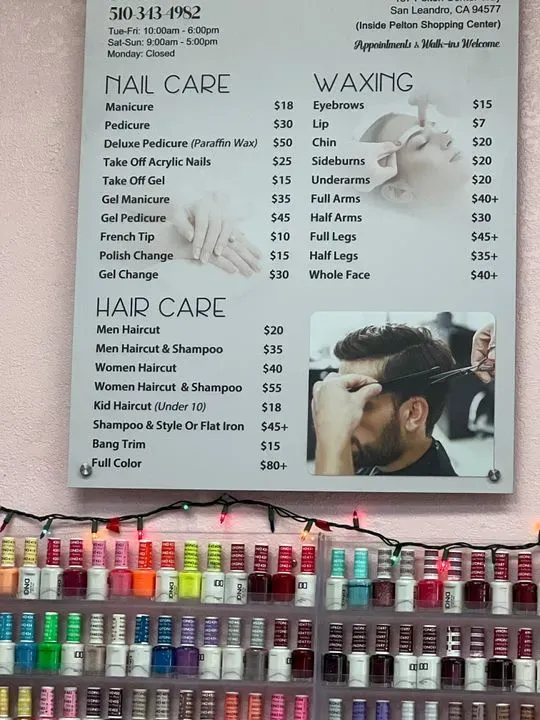 510-343-4982
San Leandro, CA 94577
Tue-Fri: 10:00am - 6:00pm
(Inside Pelton Shopping Center)
Sat-Sun: 9:00am - 5:00pm
Appointments & Walk-ins Welcome
Monday: Closed
NAIL CARE
Manicure $18
Pedicure $30
Deluxe Pedicure (Paraffin Wax) $50
Take Off Acrylic Nails $25
Take Off Gel $15
Gel Manicure $35
Gel Pedicure $45
French Tip $10
Polish Change $15
Gel Change $30
WAXING
Eyebrows $15
Lip $7
Chin $20
Sideburns $20
Underarms $20
Full Arms $40+
Half Arms $30
Full Legs $45+
Half Legs $35+
Whole Face $40+
HAIR CARE
Men Haircut $20
Men Haircut & Shampoo $35
Women Haircut $40
Women Haircut & Shampoo $55
Kid Haircut (Under 10) $18
Shampoo & Style Or Flat Iron $45+
Bang Trim $15
Full Color $80+